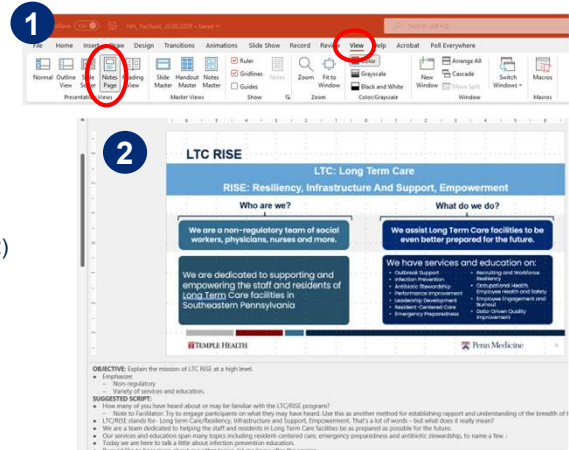 1
HH_FacGuid_221BL2205 • Saved
File Home Insert Draw Design Transitions Animations Slide Show Record Review View Help Acrobat Poll Everywhere
Normal Outline View Slide Sorter Notes Page Reading View
Slide Master Handout Master Notes Master
Ruler
Gridlines
Guides
Notes
Zoom Fit to Window
Color
Grayscale
Black and White
New Window
Arrange All
Cascade
Move Split
Switch Windows
Macros
Presentation Views Master Views Show Zoom Color/Grayscale Window Macros
2
LTC RISE
LTC: Long Term Care
RISE: Resiliency, Infrastructure And Support, Empowerment
Who are we?
What do we do?
We are a non-regulatory team of social
workers, physicians, nurses and more.
We assist Long Term Care facilities to be
even better prepared for the future.
We are dedicated to supporting and
empowering the staff and residents of
Long Term Care facilities in
Southeastern Pennsylvania
We have services and education on:
• Outbreak Support
• Infection Prevention
• Antibiotic Stewardship
• Performance Improvement
• Leadership Development
• Resident-Centered Care
• Emergency Preparedness
• Recruiting and Workforce
Resiliency
• Occupational Health,
Employee Health and Safety
• Employee Engagement and
Burnout
• Data-Driven Quality
Improvement
TEMPLE HEALTH
Penn Medicine
OBJECTIVE: Explain the mission of LTC RISE at a high level.
• Emphasize:
– Non-regulatory
– Variety of services and education.
SUGGESTED SCRIPT:
• How many of you have heard about or may be familiar with the LTC/RISE program?
– Note to Facilitator: Try to engage participants on what they may have heard. Use this as another method for establishing rapport and understanding of the breadth of
• LTC/RISE stands for- Long term Care/Resiliency, Infrastructure and Support, Empowerment. That's a lot of words – but what does it really mean?
• We are a team dedicated to helping the staff and residents in Long Term Care facilities be as prepared as possible for the future.
• Our services and education span many topics including resident-centered care, emergency preparedness and antibiotic stewardship, to name a few.
• Today we are here to talk a little about infection prevention education.